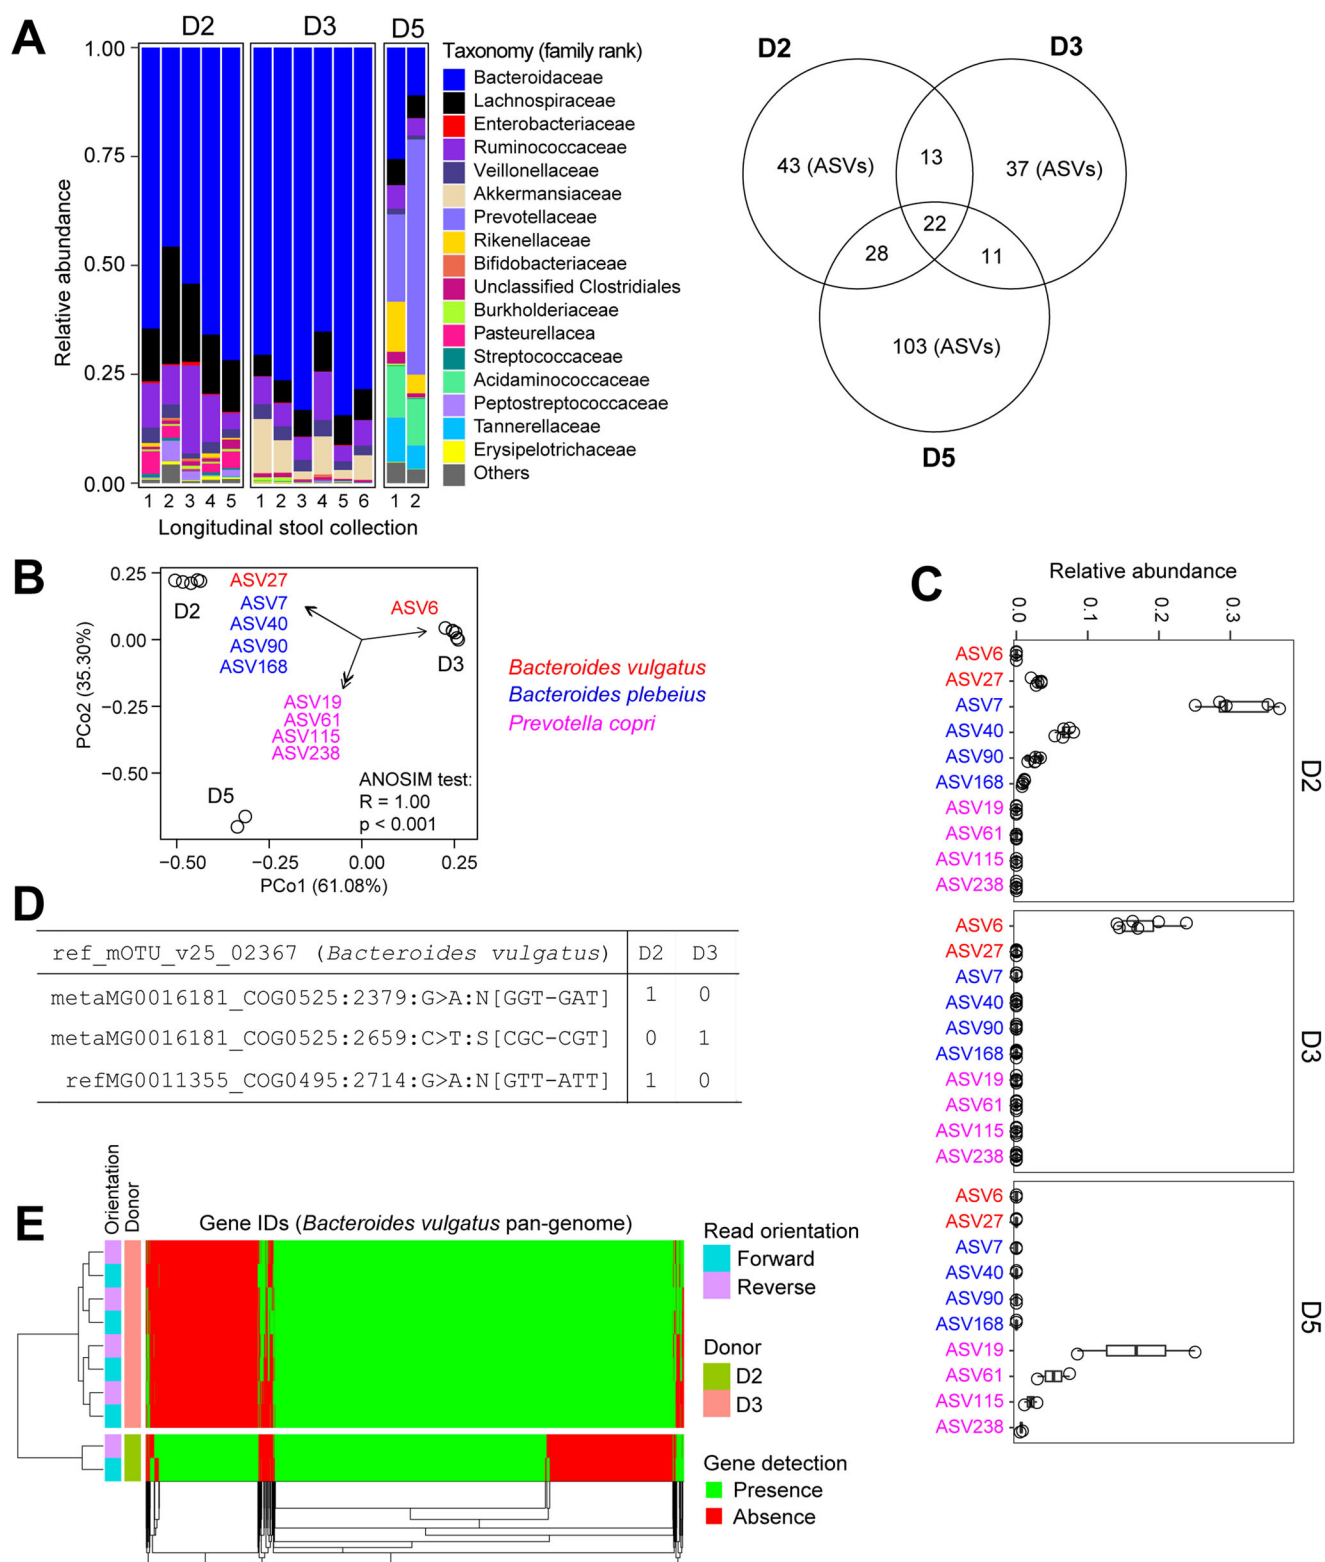 A
D2
D3
D5
Taxonomy (family rank)
1.00
0.75
0.50
0.25
0.00
Relative abundance
1 2 3 4 5
1 2 3 4 5 6
1 2
Longitudinal stool collection
Bacteroidaceae
Lachnospiraceae
Enterobacteriaceae
Ruminococcaceae
Veillonellaceae
Akkermansiaceae
Prevotellaceae
Rikenellaceae
Bifidobacteriaceae
Unclassified Clostridiales
Burkholderiaceae
Pasteurellacea
Streptococcaceae
Acidaminococcaceae
Peptostreptococcaceae
Tannerellaceae
Erysipelotrichaceae
Others
D2
D3
43 (ASVs)
13
37 (ASVs)
22
28
11
103 (ASVs)
D5
B
0.25
0.00
−0.25
−0.50
PCo2 (35.30%)
D2
ASV27
ASV7
ASV40
ASV90
ASV168
ASV6
D3
ASV19
ASV61
ASV115
ASV238
D5
ANOSIM test:
R = 1.00
p < 0.001
−0.50
−0.25
0.00
0.25
PCo1 (61.08%)
Bacteroides vulgatus
Bacteroides plebeius
Prevotella copri
C
Relative abundance
0.0
0.1
0.2
0.3
ASV6
ASV27
ASV7
ASV40
ASV90
ASV168
ASV19
ASV61
ASV115
ASV238
D2
ASV6
ASV27
ASV7
ASV40
ASV90
ASV168
ASV19
ASV61
ASV115
ASV238
D3
ASV6
ASV27
ASV7
ASV40
ASV90
ASV168
ASV19
ASV61
ASV115
ASV238
D5
D
ref_mOTU_v25_02367 (Bacteroides vulgatus) D2 D3
metaMG0016181_COG0525:2379:G>A:N[GGT-GAT] 1 0
metaMG0016181_COG0525:2659:C>T:S[CGC-CGT] 0 1
refMG0011355_COG0495:2714:G>A:N[GTT-ATT] 1 0
E
Orientation
Donor
Gene IDs (Bacteroides vulgatus pan-genome)
Read orientation
Forward
Reverse
Donor
D2
D3
Gene detection
Presence
Absence